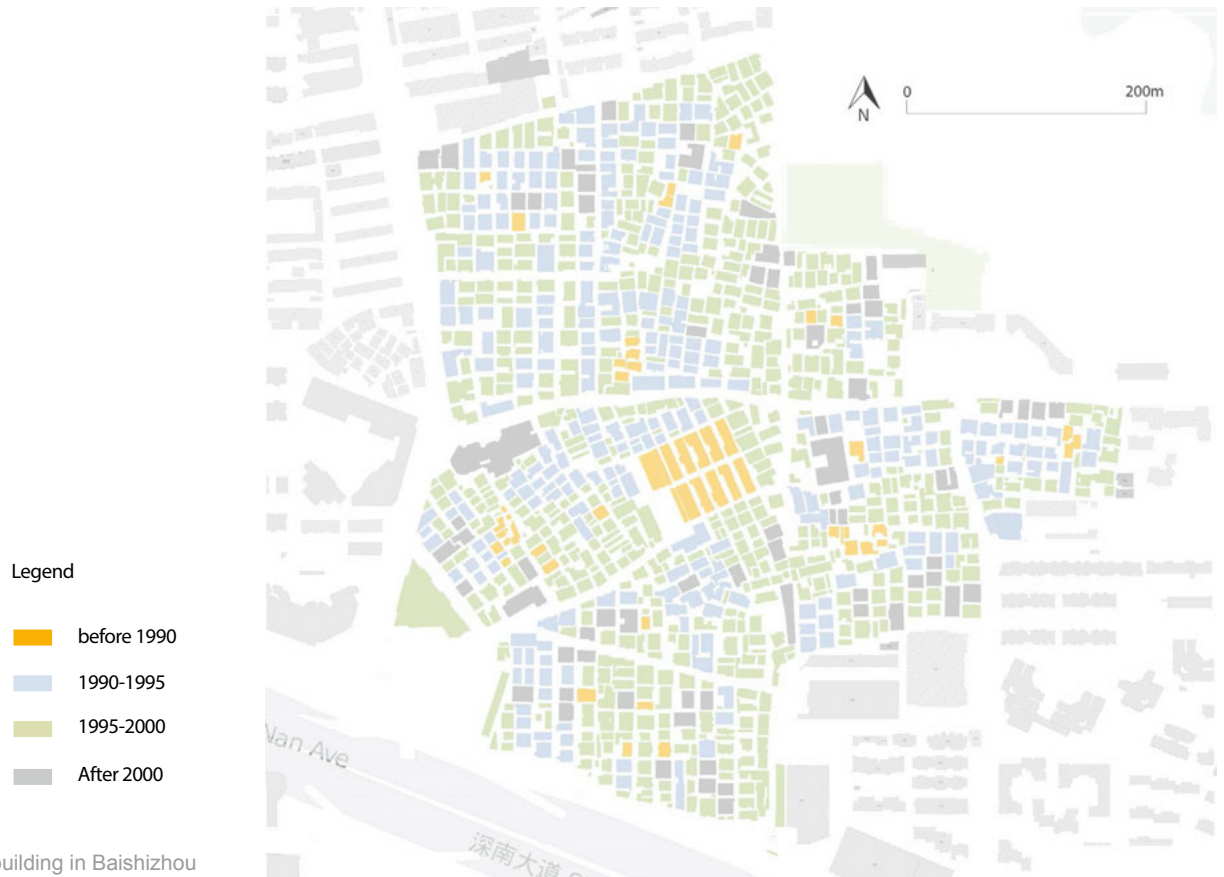 0
200m
N
Legend
before 1990
1990-1995
1995-2000
After 2000
Nan Ave
深南大道
building in Baishizhou